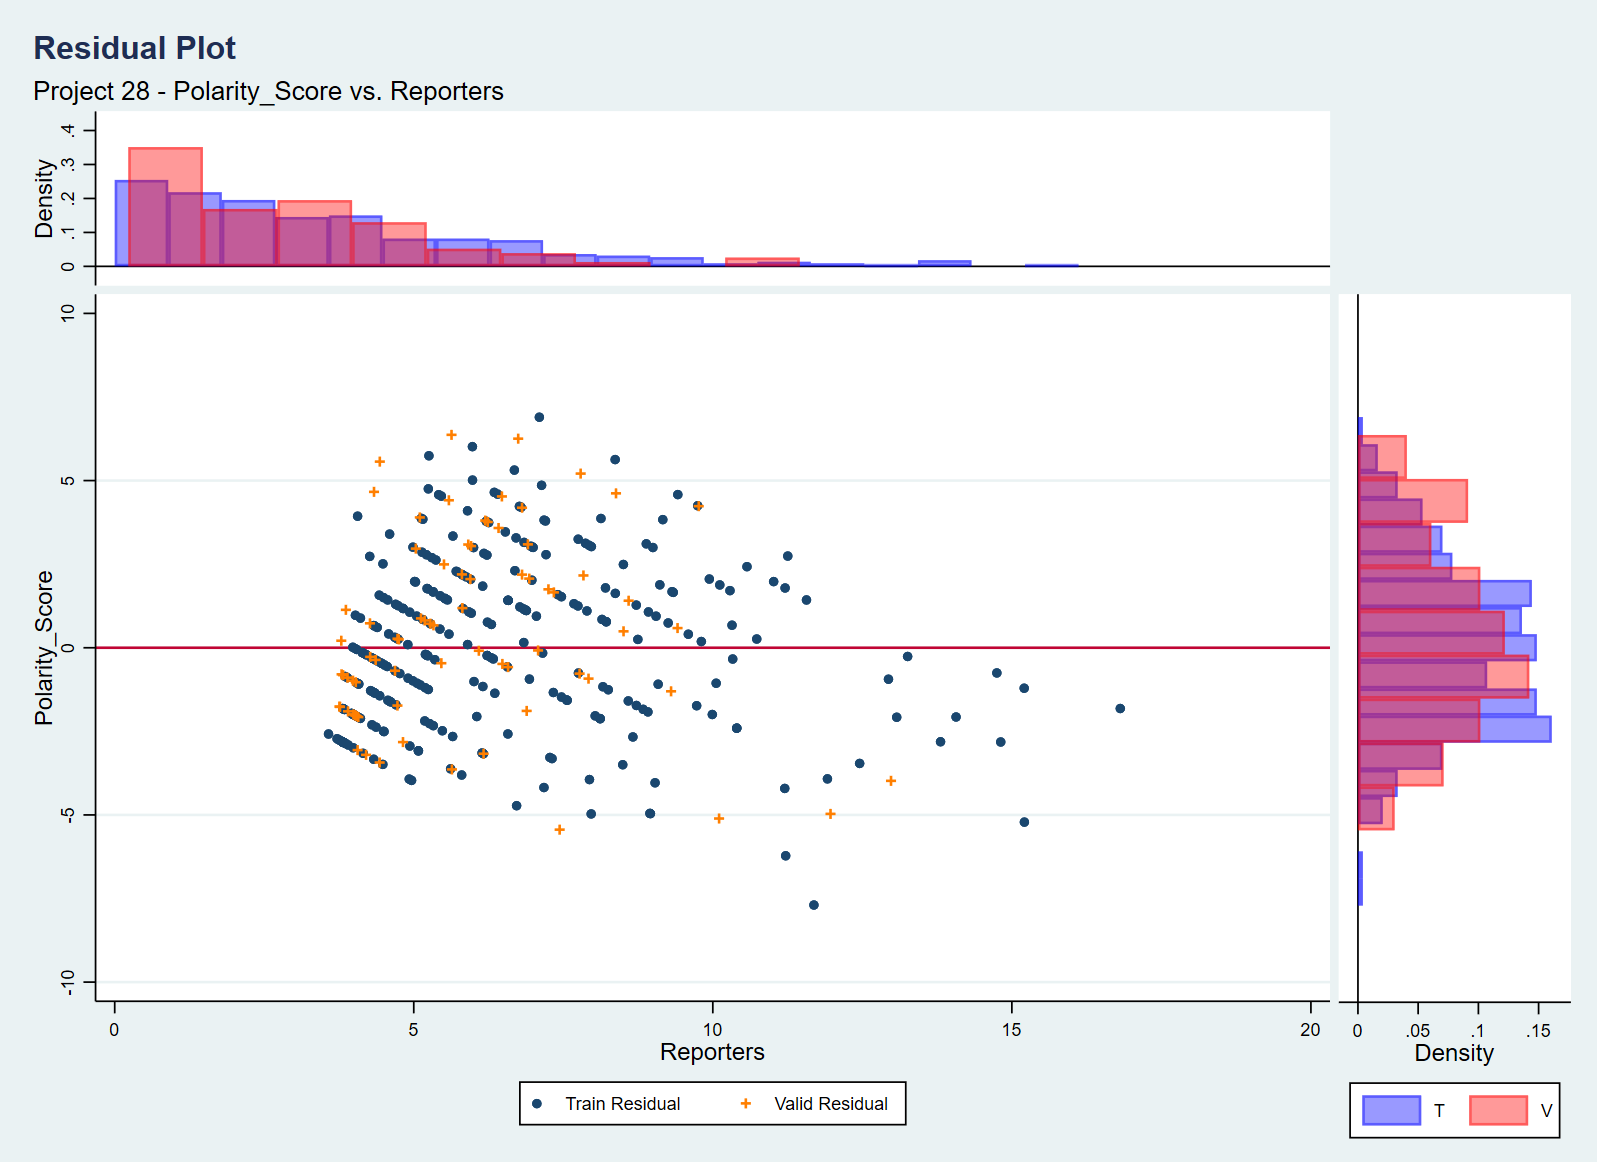 Residual Plot
Project 28 - Polarity_Score vs. Reporters
Density
.4
.3
.2
.1
0
Polarity_Score
10
5
0
-5
-10
0 5 10 15 20
Reporters
0 .05 .1 .15
Density
Train Residual Valid Residual
T V